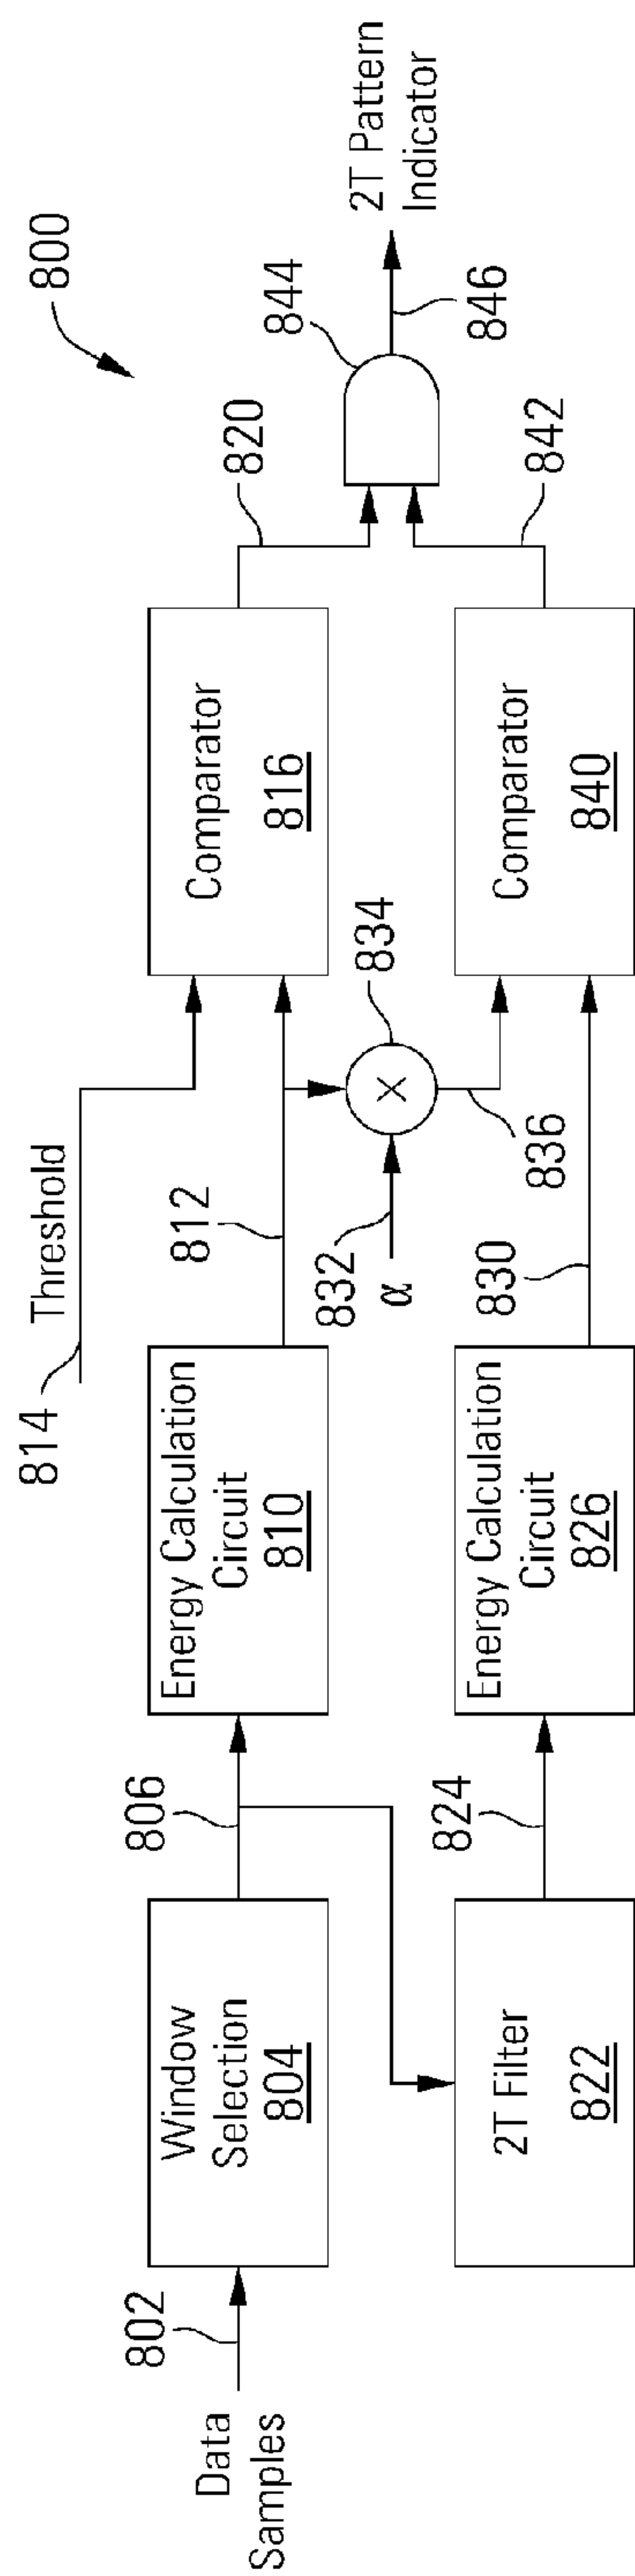 800
Data
Samples
802
Window
Selection
804
806
Energy Calculation
Circuit
810
812
814
Threshold
Comparator
816
820
2T Filter
822
824
Energy Calculation
Circuit
826
830
832
α
X
834
836
Comparator
840
842
844
846
2T Pattern
Indicator